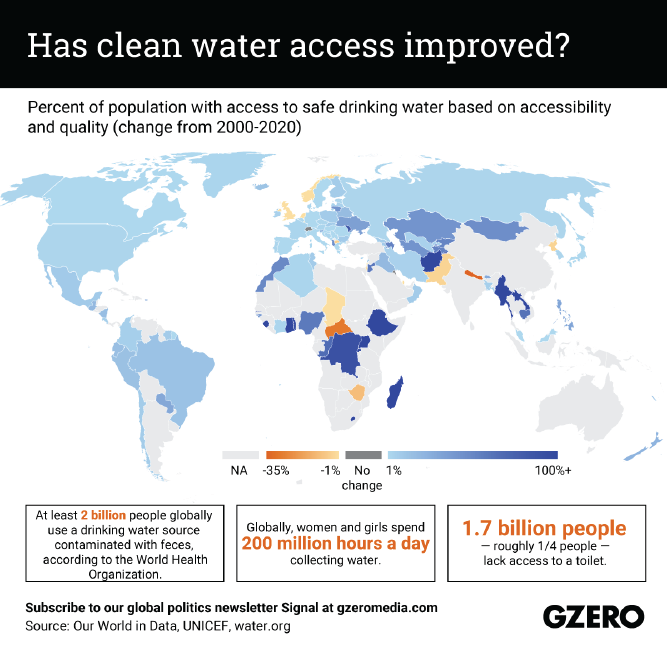 Has clean water access improved?
Percent of population with access to safe drinking water based on accessibility
and quality (change from 2000-2020)
NA
-35%
-1%
No
change
1%
100%+
At least 2 billion people globally
use a drinking water source
contaminated with feces,
according to the World Health
Organization.
Globally, women and girls spend
200 million hours a day
collecting water.
1.7 billion people
— roughly 1/4 people —
lack access to a toilet.
Subscribe to our global politics newsletter Signal at gzeromedia.com
Source: Our World in Data, UNICEF, water.org
GZERO